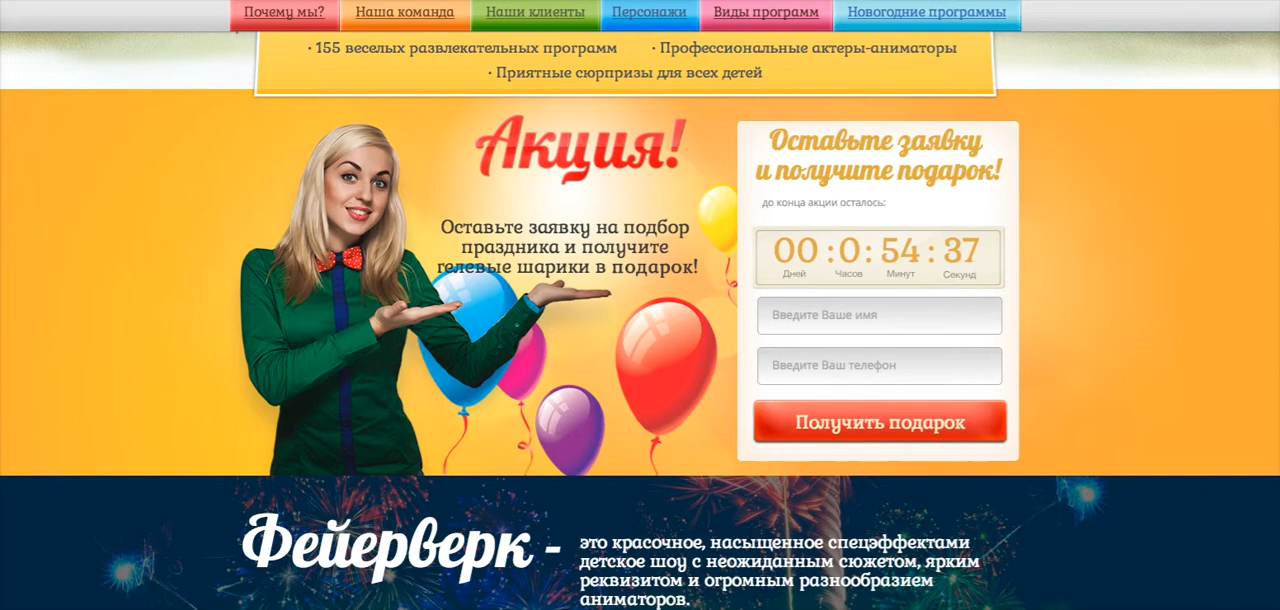 Почему мы? Наша команда Наши клиенты Персонажи Виды программ Новогодние программы
· 155 веселых развлекательных программ · Профессиональные актеры-аниматоры
· Приятные сюрпризы для всех детей
Акция!
Оставьте заявку на подбор
праздника и получите
гелевые шарики в подарок!
Оставьте заявку
и получите подарок!
до конца акции осталось:
00 : 0 : 54 : 37
Дней Часов Минут Секунд
Введите Ваше имя
Введите Ваш телефон
Получить подарок
Фейерверк -
это красочное, насыщенное спецэффектами
детское шоу с неожиданным сюжетом, ярким
реквизитом и огромным разнообразием
аниматоров.